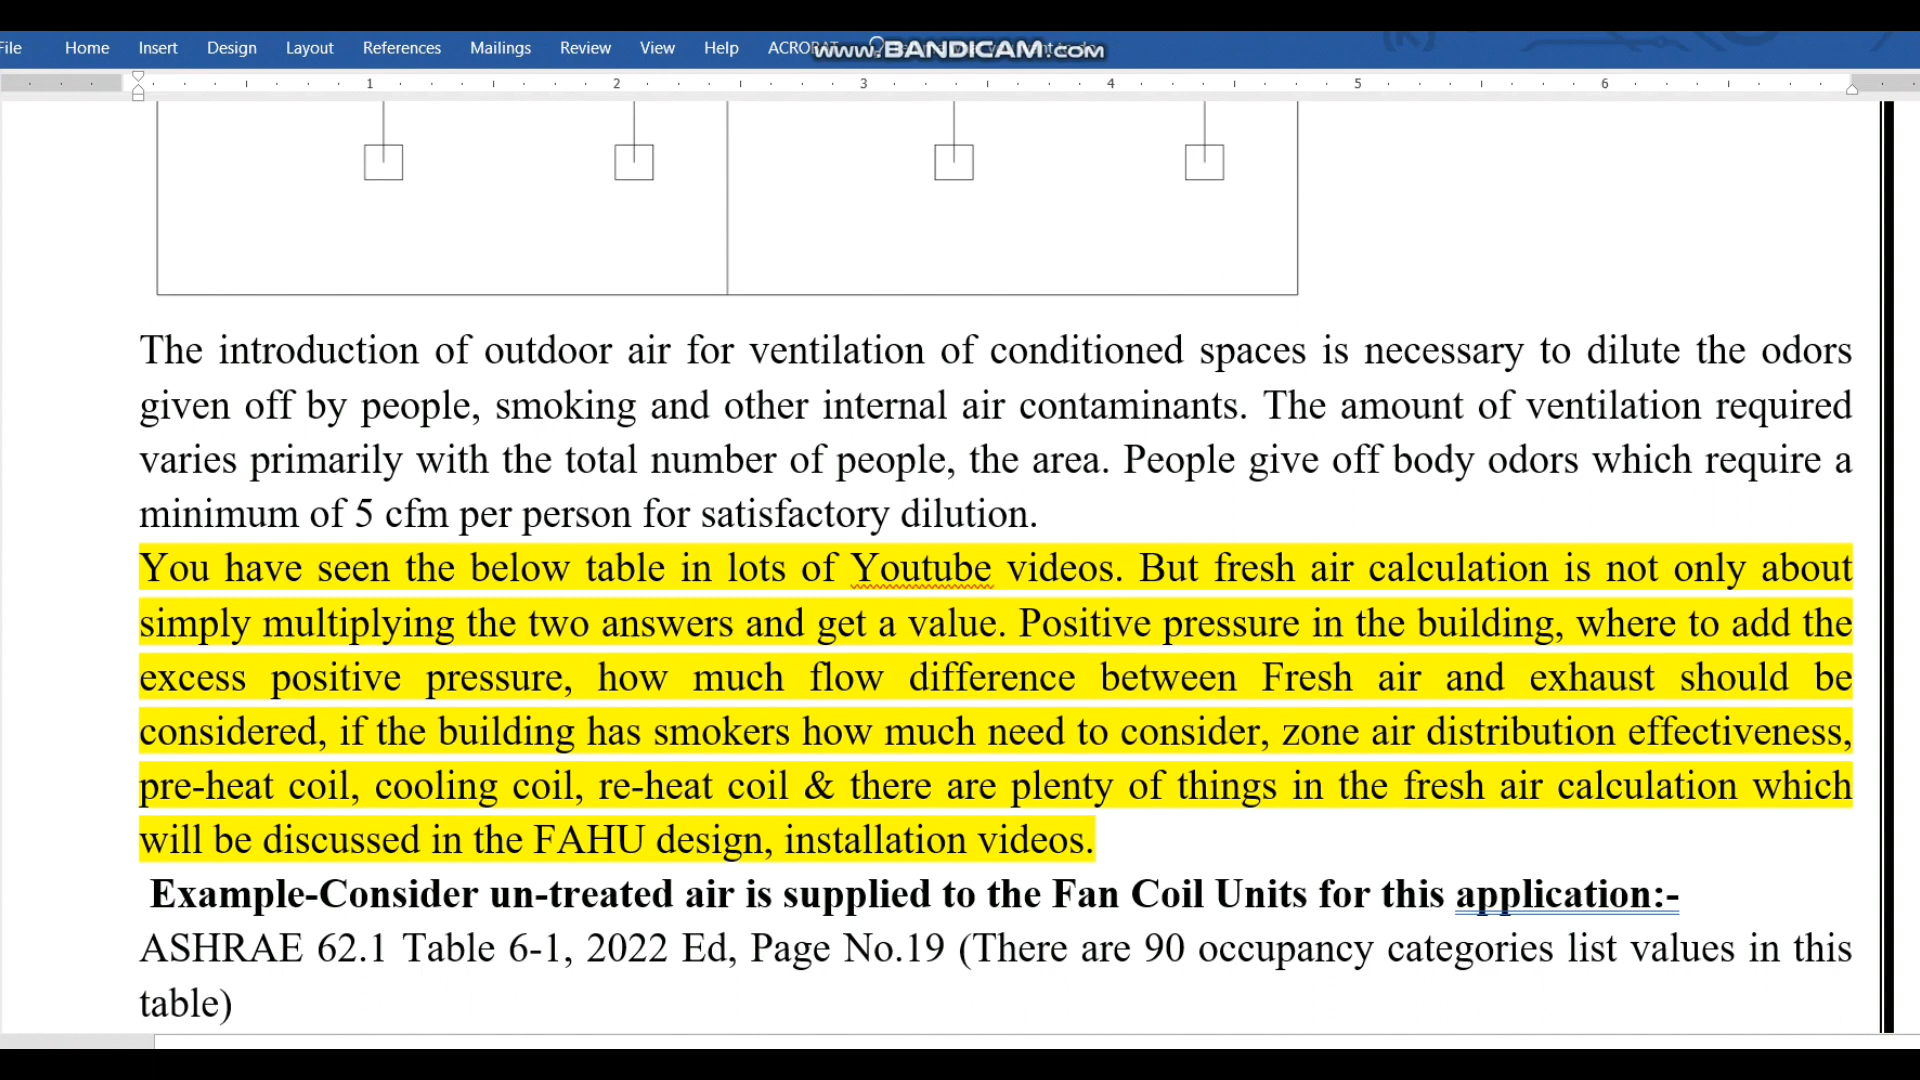 File Home Insert Design Layout References Mailings Review View Help
www.BANDICAM.com
1 2 3 4 5 6
The introduction of outdoor air for ventilation of conditioned spaces is necessary to dilute the odors
given off by people, smoking and other internal air contaminants. The amount of ventilation required
varies primarily with the total number of people, the area. People give off body odors which require a
minimum of 5 cfm per person for satisfactory dilution.
You have seen the below table in lots of Youtube videos. But fresh air calculation is not only about
simply multiplying the two answers and get a value. Positive pressure in the building, where to add the
excess positive pressure, how much flow difference between Fresh air and exhaust should be
considered, if the building has smokers how much need to consider, zone air distribution effectiveness,
pre-heat coil, cooling coil, re-heat coil & there are plenty of things in the fresh air calculation which
will be discussed in the FAHU design, installation videos.
Example-Consider un-treated air is supplied to the Fan Coil Units for this application:-
ASHRAE 62.1 Table 6-1, 2022 Ed, Page No.19 (There are 90 occupancy categories list values in this
table)